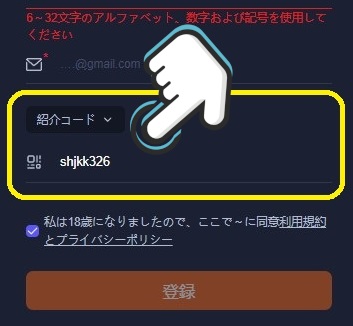 6～32文字のアルファベット、数字および記号を使用して
ください
*
....@gmail.com
紹介コード
shjkk326
私は18歳になりましたので、ここで～に同意利用規約
とプライバシーポリシー
登録